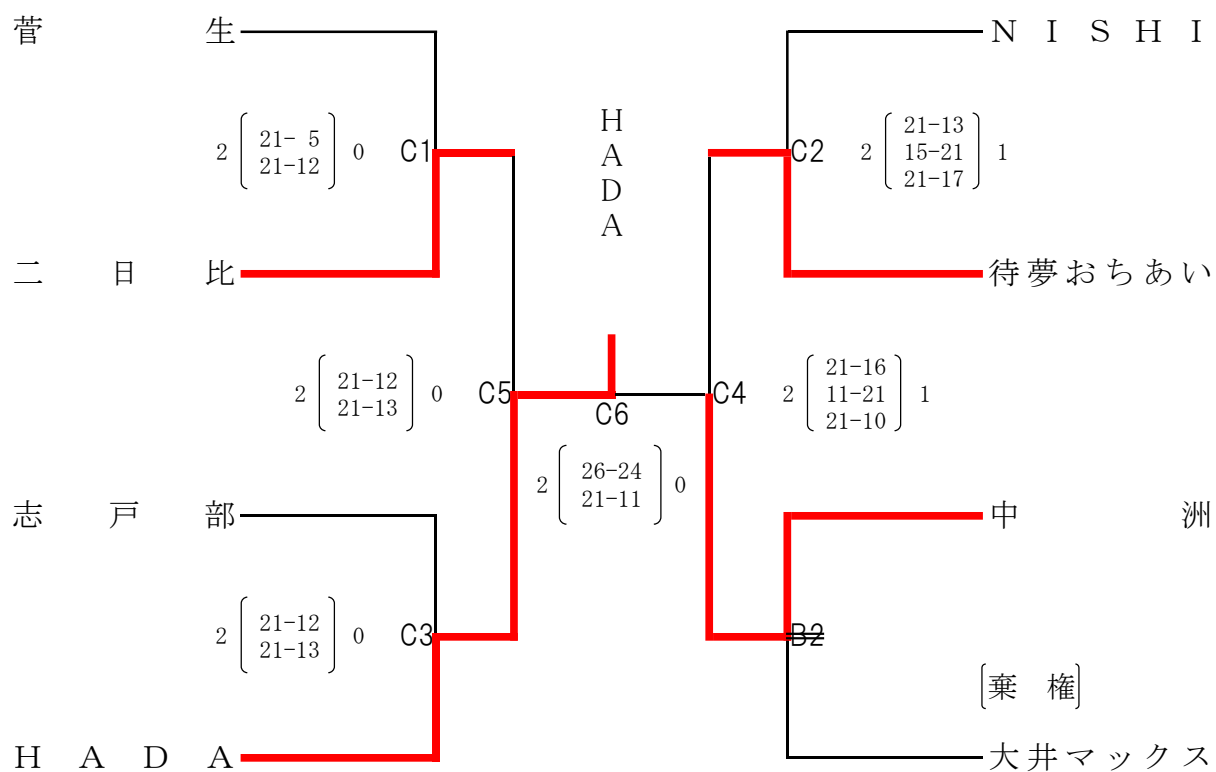 菅生
NISHI
HADA
2 21- 5 0
21-12
C1
C2
2 21-13 1
15-21
21-17
二日比
待夢おちあい
2 21-12 0
21-13
C5
C6
C4
2 21-16 1
11-21
21-10
2 26-24 0
21-11
志戸部
中洲
2 21-12 0
21-13
C3
B2
[棄権]
HADA
大井マックス